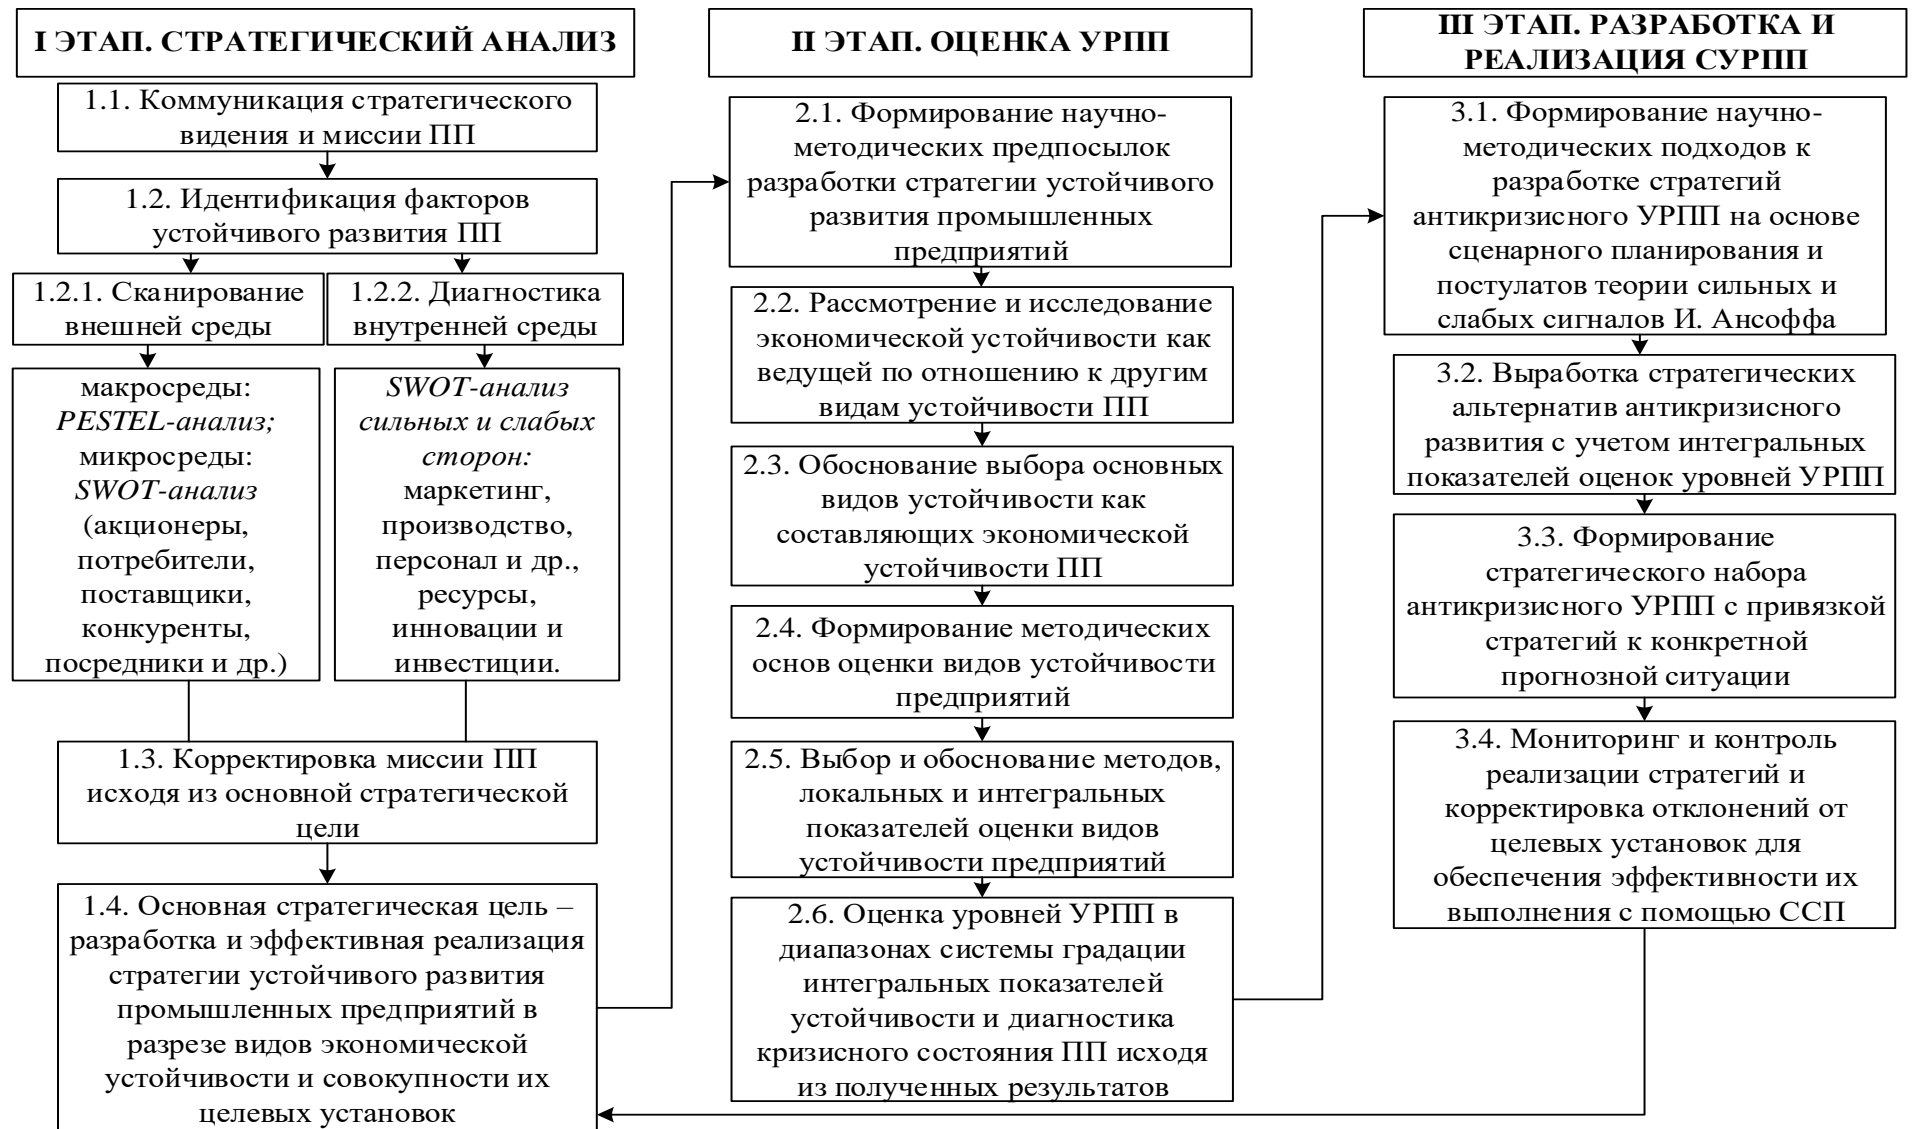 I ЭТАП. СТРАТЕГИЧЕСКИЙ АНАЛИЗ
1.1. Коммуникация стратегического
видения и миссии ПП
1.2. Идентификация факторов
устойчивого развития ПП
1.2.1. Сканирование
внешней среды
1.2.2. Диагностика
внутренней среды
макросреды:
PESTEL-анализ;
микросреды:
SWOT-анализ
(акционеры,
потребители,
поставщики,
конкуренты,
посредники и др.)
SWOT-анализ
сильных и слабых
сторон:
маркетинг,
производство,
персонал и др.,
ресурсы,
инновации и
инвестиции.
1.3. Корректировка миссии ПП
исходя из основной стратегической
цели
1.4. Основная стратегическая цель –
разработка и эффективная реализация
стратегии устойчивого развития
промышленных предприятий в
разрезе видов экономической
устойчивости и совокупности их
целевых установок
II ЭТАП. ОЦЕНКА УРПП
2.1. Формирование научно-
методических предпосылок
разработки стратегии устойчивого
развития промышленных
предприятий
2.2. Рассмотрение и исследование
экономической устойчивости как
ведущей по отношению к другим
видам устойчивости ПП
2.3. Обоснование выбора основных
видов устойчивости как
составляющих экономической
устойчивости ПП
2.4. Формирование методических
основ оценки видов устойчивости
предприятий
2.5. Выбор и обоснование методов,
локальных и интегральных
показателей оценки видов
устойчивости предприятий
2.6. Оценка уровней УРПП в
диапазонах системы градации
интегральных показателей
устойчивости и диагностика
кризисного состояния ПП исходя
из полученных результатов
III ЭТАП. РАЗРАБОТКА И
РЕАЛИЗАЦИЯ СУРПП
3.1. Формирование научно-
методических подходов к
разработке стратегий
антикризисного УРПП на основе
сценарного планирования и
постулатов теории сильных и
слабых сигналов И. Ансоффа
3.2. Выработка стратегических
альтернатив антикризисного
развития с учетом интегральных
показателей оценок уровней УРПП
3.3. Формирование
стратегического набора
антикризисного УРПП с привязкой
стратегий к конкретной
прогнозной ситуации
3.4. Мониторинг и контроль
реализации стратегий и
корректировка отклонений от
целевых установок для
обеспечения эффективности их
выполнения с помощью ССП